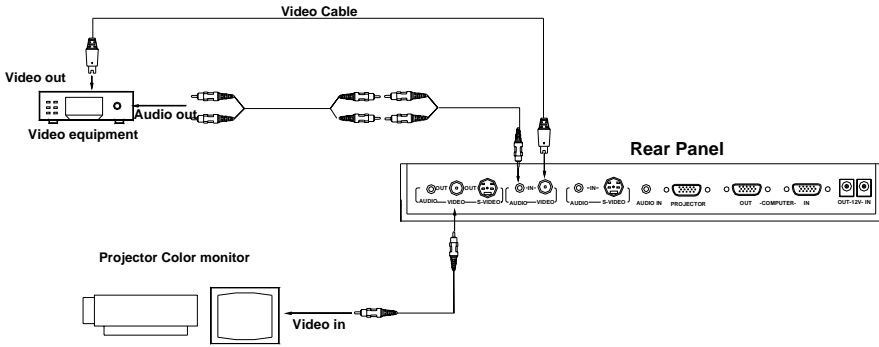 Video Cable
Video out
Audio out
Video equipment
Rear Panel
OUT OUT -IN- -IN-
AUDIO VIDEO S-VIDEO AUDIO VIDEO AUDIO S-VIDEO AUDIO IN PROJECTOR OUT -COMPUTER- IN OUT-12V- IN
Projector Color monitor
Video in